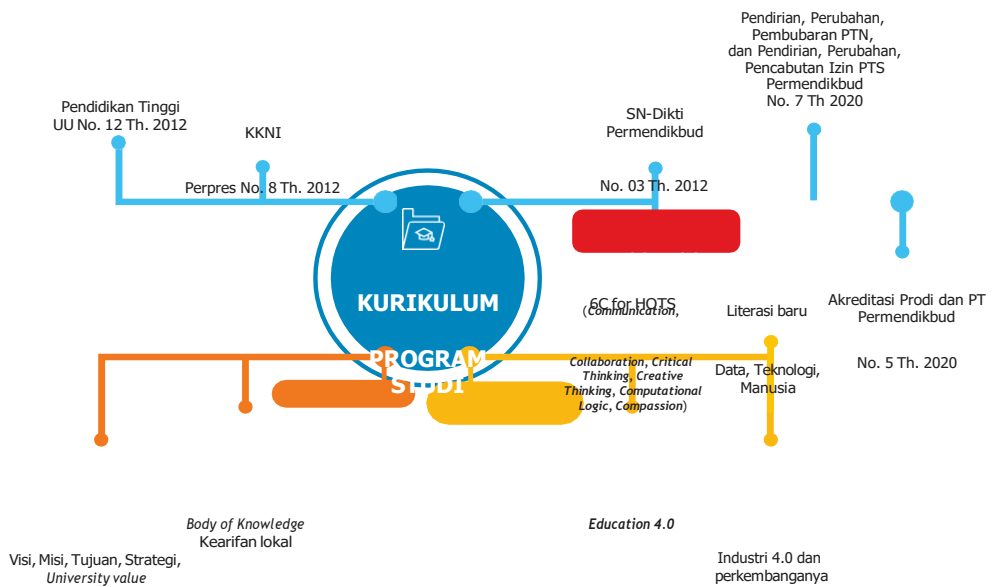 Pendirian, Perubahan,
Pembubaran PTN,
dan Pendirian, Perubahan,
Pencabutan Izin PTS
Permendikbud
No. 7 Th 2020
Pendidikan Tinggi
UU No. 12 Th. 2012
KKNI
Perpres No. 8 Th. 2012
SN-Dikti
Permendikbud
No. 03 Th. 2012
KURIKULUM
PROGRAM
STUDI
6C for HOTS
(Communication,
Collaboration, Critical
Thinking, Creative
Thinking, Computational
Logic, Compassion)
Literasi baru
Data, Teknologi,
Manusia
Akreditasi Prodi dan PT
Permendikbud
No. 5 Th. 2020
Body of Knowledge
Kearifan lokal
Visi, Misi, Tujuan, Strategi,
University value
Education 4.0
Industri 4.0 dan
perkembanganya